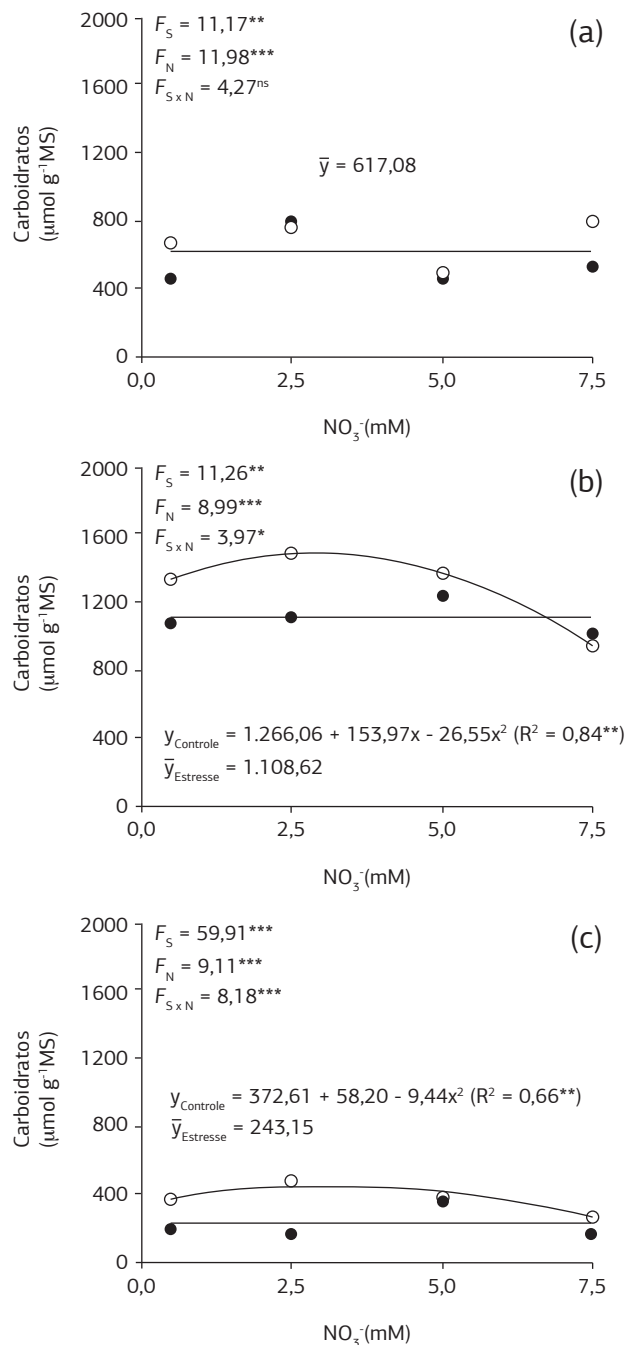 (a)
F_S = 11,17**
F_N = 11,98***
F_S x N = 4,27^ns
ȳ = 617,08
Carboidratos
(μmol g⁻¹MS)
2000
1600
1200
800
400
0
0,0 2,5 5,0 7,5
NO₃⁻(mM)
(b)
F_S = 11,26**
F_N = 8,99***
F_S x N = 3,97*
Carboidratos
(μmol g⁻¹MS)
2000
1600
1200
800
400
0
y_Controle = 1.266,06 + 153,97x - 26,55x² (R² = 0,84**)
ȳ_Estresse = 1.108,62
0,0 2,5 5,0 7,5
NO₃⁻(mM)
(c)
F_S = 59,91***
F_N = 9,11***
F_S x N = 8,18***
Carboidratos
(μmol g⁻¹MS)
2000
1600
1200
800
400
0
y_Controle = 372,61 + 58,20 - 9,44x² (R² = 0,66**)
ȳ_Estresse = 243,15
0,0 2,5 5,0 7,5
NO₃⁻(mM)